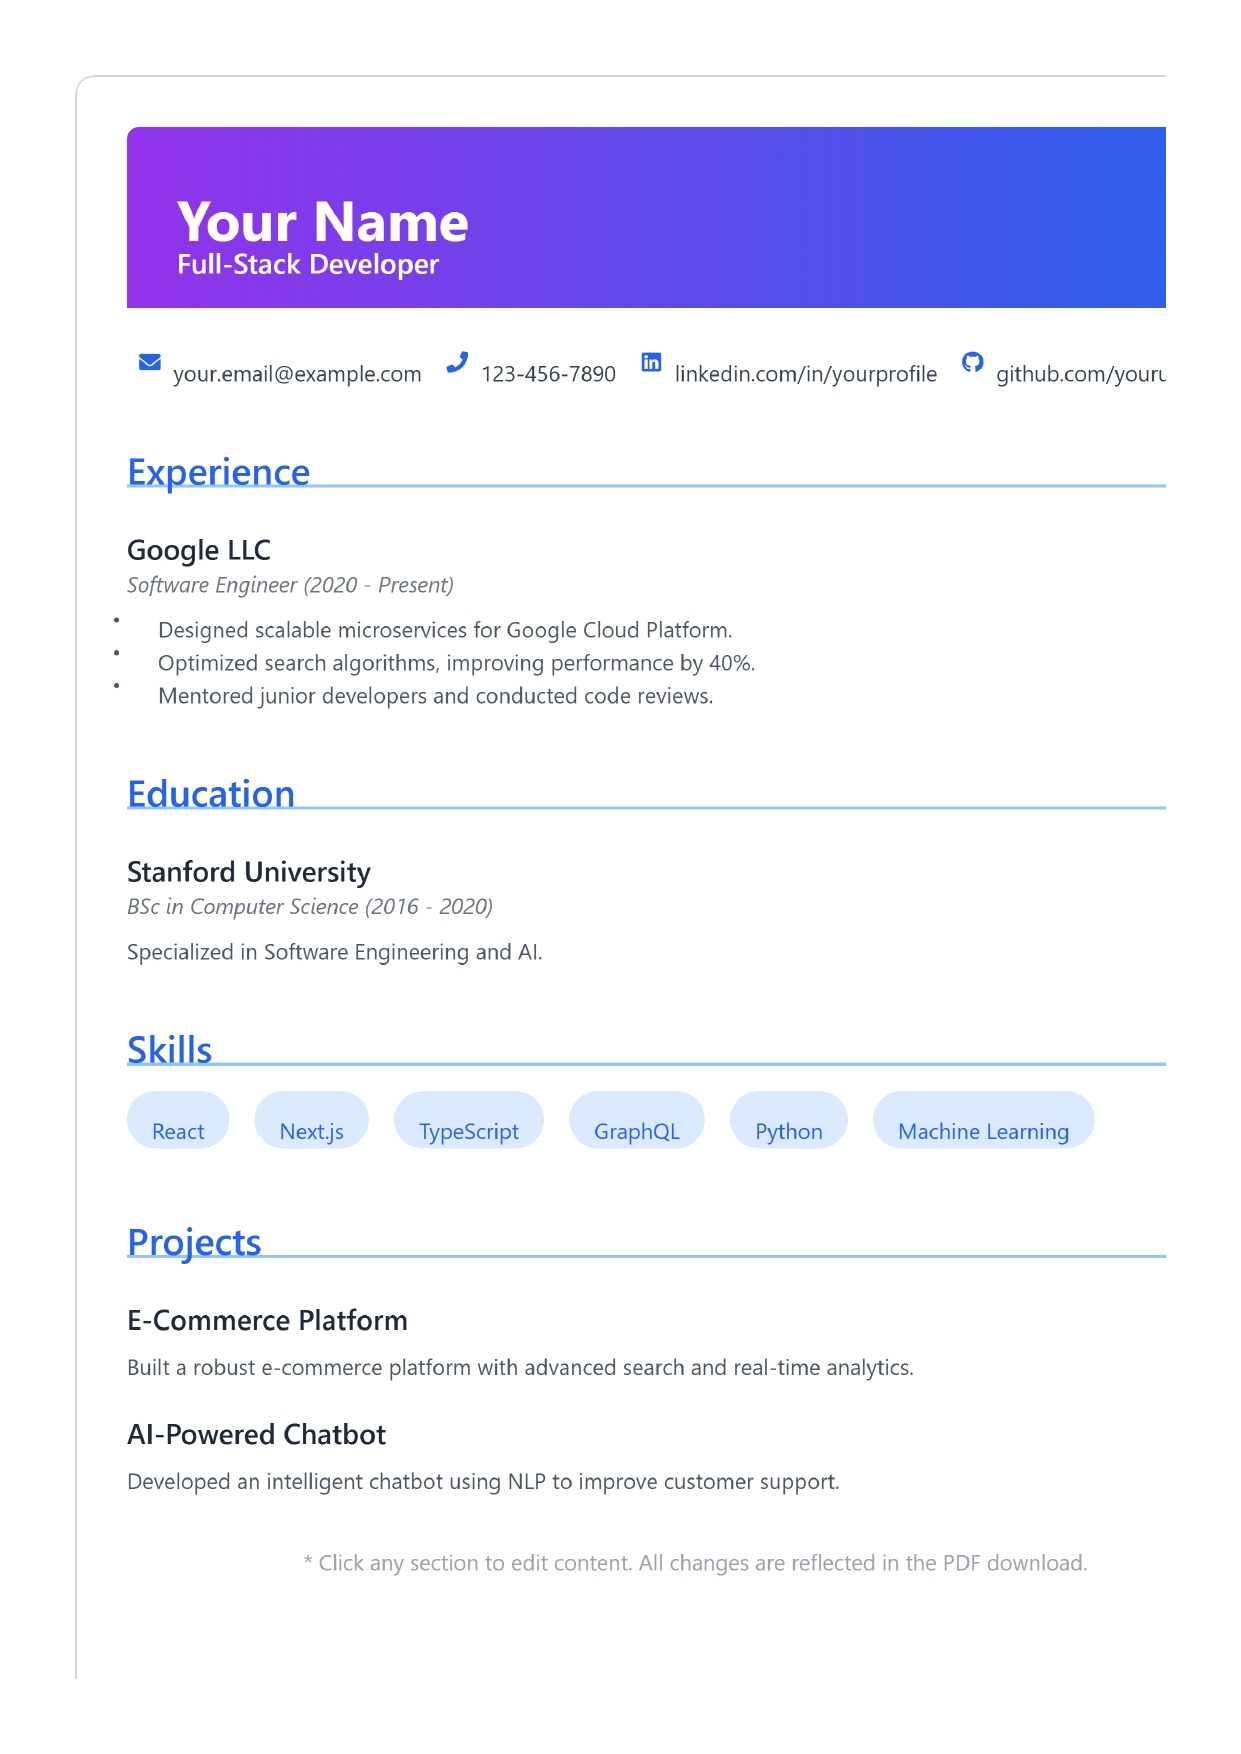 Your Name
Full-Stack Developer
your.email@example.com 123-456-7890 linkedin.com/in/yourprofile github.com/youru
Experience
Google LLC
Software Engineer (2020 - Present)
• Designed scalable microservices for Google Cloud Platform.
• Optimized search algorithms, improving performance by 40%.
• Mentored junior developers and conducted code reviews.
Education
Stanford University
BSc in Computer Science (2016 - 2020)
Specialized in Software Engineering and AI.
Skills
React Next.js TypeScript GraphQL Python Machine Learning
Projects
E-Commerce Platform
Built a robust e-commerce platform with advanced search and real-time analytics.
AI-Powered Chatbot
Developed an intelligent chatbot using NLP to improve customer support.
* Click any section to edit content. All changes are reflected in the PDF download.